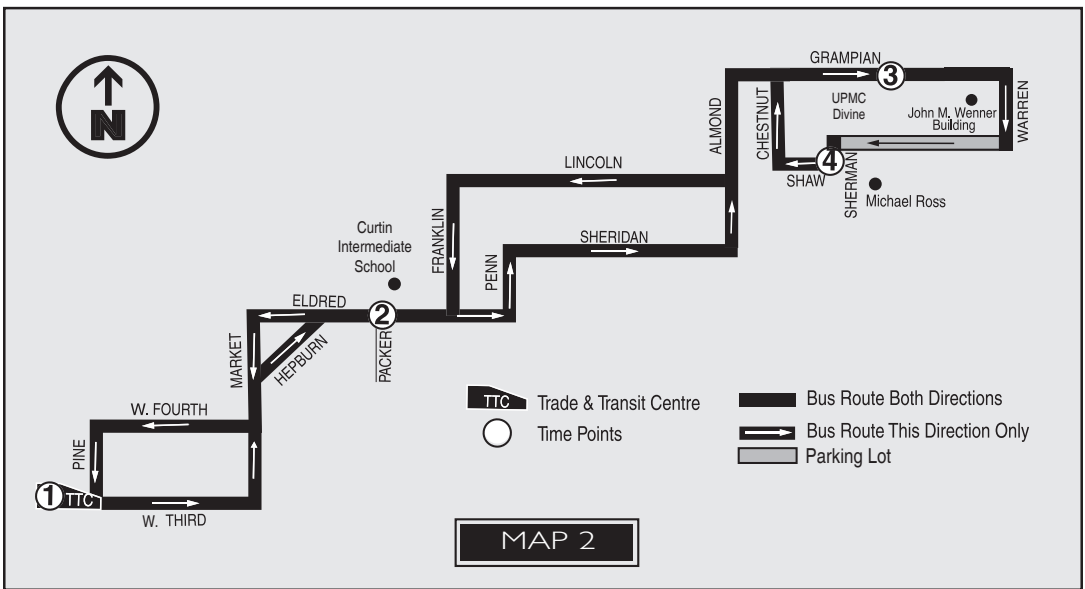 GRAMPIAN
3
N
ALMOND
CHESTNUT
UPMC
Divine
John M. Wenner
Building
WARREN
LINCOLN
4
SHAW
SHERMAN
Michael Ross
Curtin
Intermediate
School
FRANKLIN
PENN
SHERIDAN
ELDRED
2
PACKER
MARKET
HEPBURN
W. FOURTH
PINE
1
TTC
W. THIRD
TTC Trade & Transit Centre
Time Points
Bus Route Both Directions
Bus Route This Direction Only
Parking Lot
MAP 2